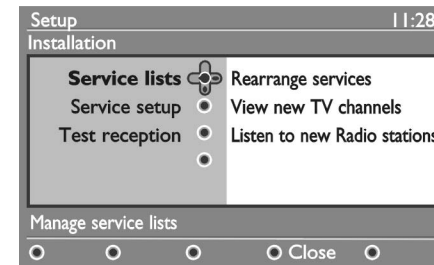 Setup 11:28
Installation
Service lists Rearrange services
Service setup View new TV channels
Test reception Listen to new Radio stations
Manage service lists
Close